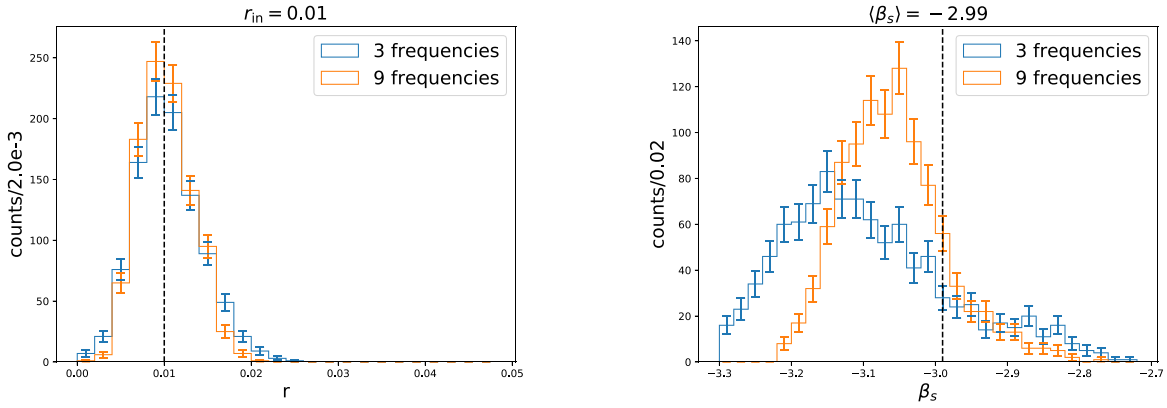 r_in = 0.01
3 frequencies
9 frequencies
counts/2.0e-3
250
200
150
100
50
0
0.00 0.01 0.02 0.03 0.04 0.05
r
⟨β_s⟩ = −2.99
3 frequencies
9 frequencies
counts/0.02
140
120
100
80
60
40
20
0
−3.3 −3.2 −3.1 −3.0 −2.9 −2.8 −2.7
β_s